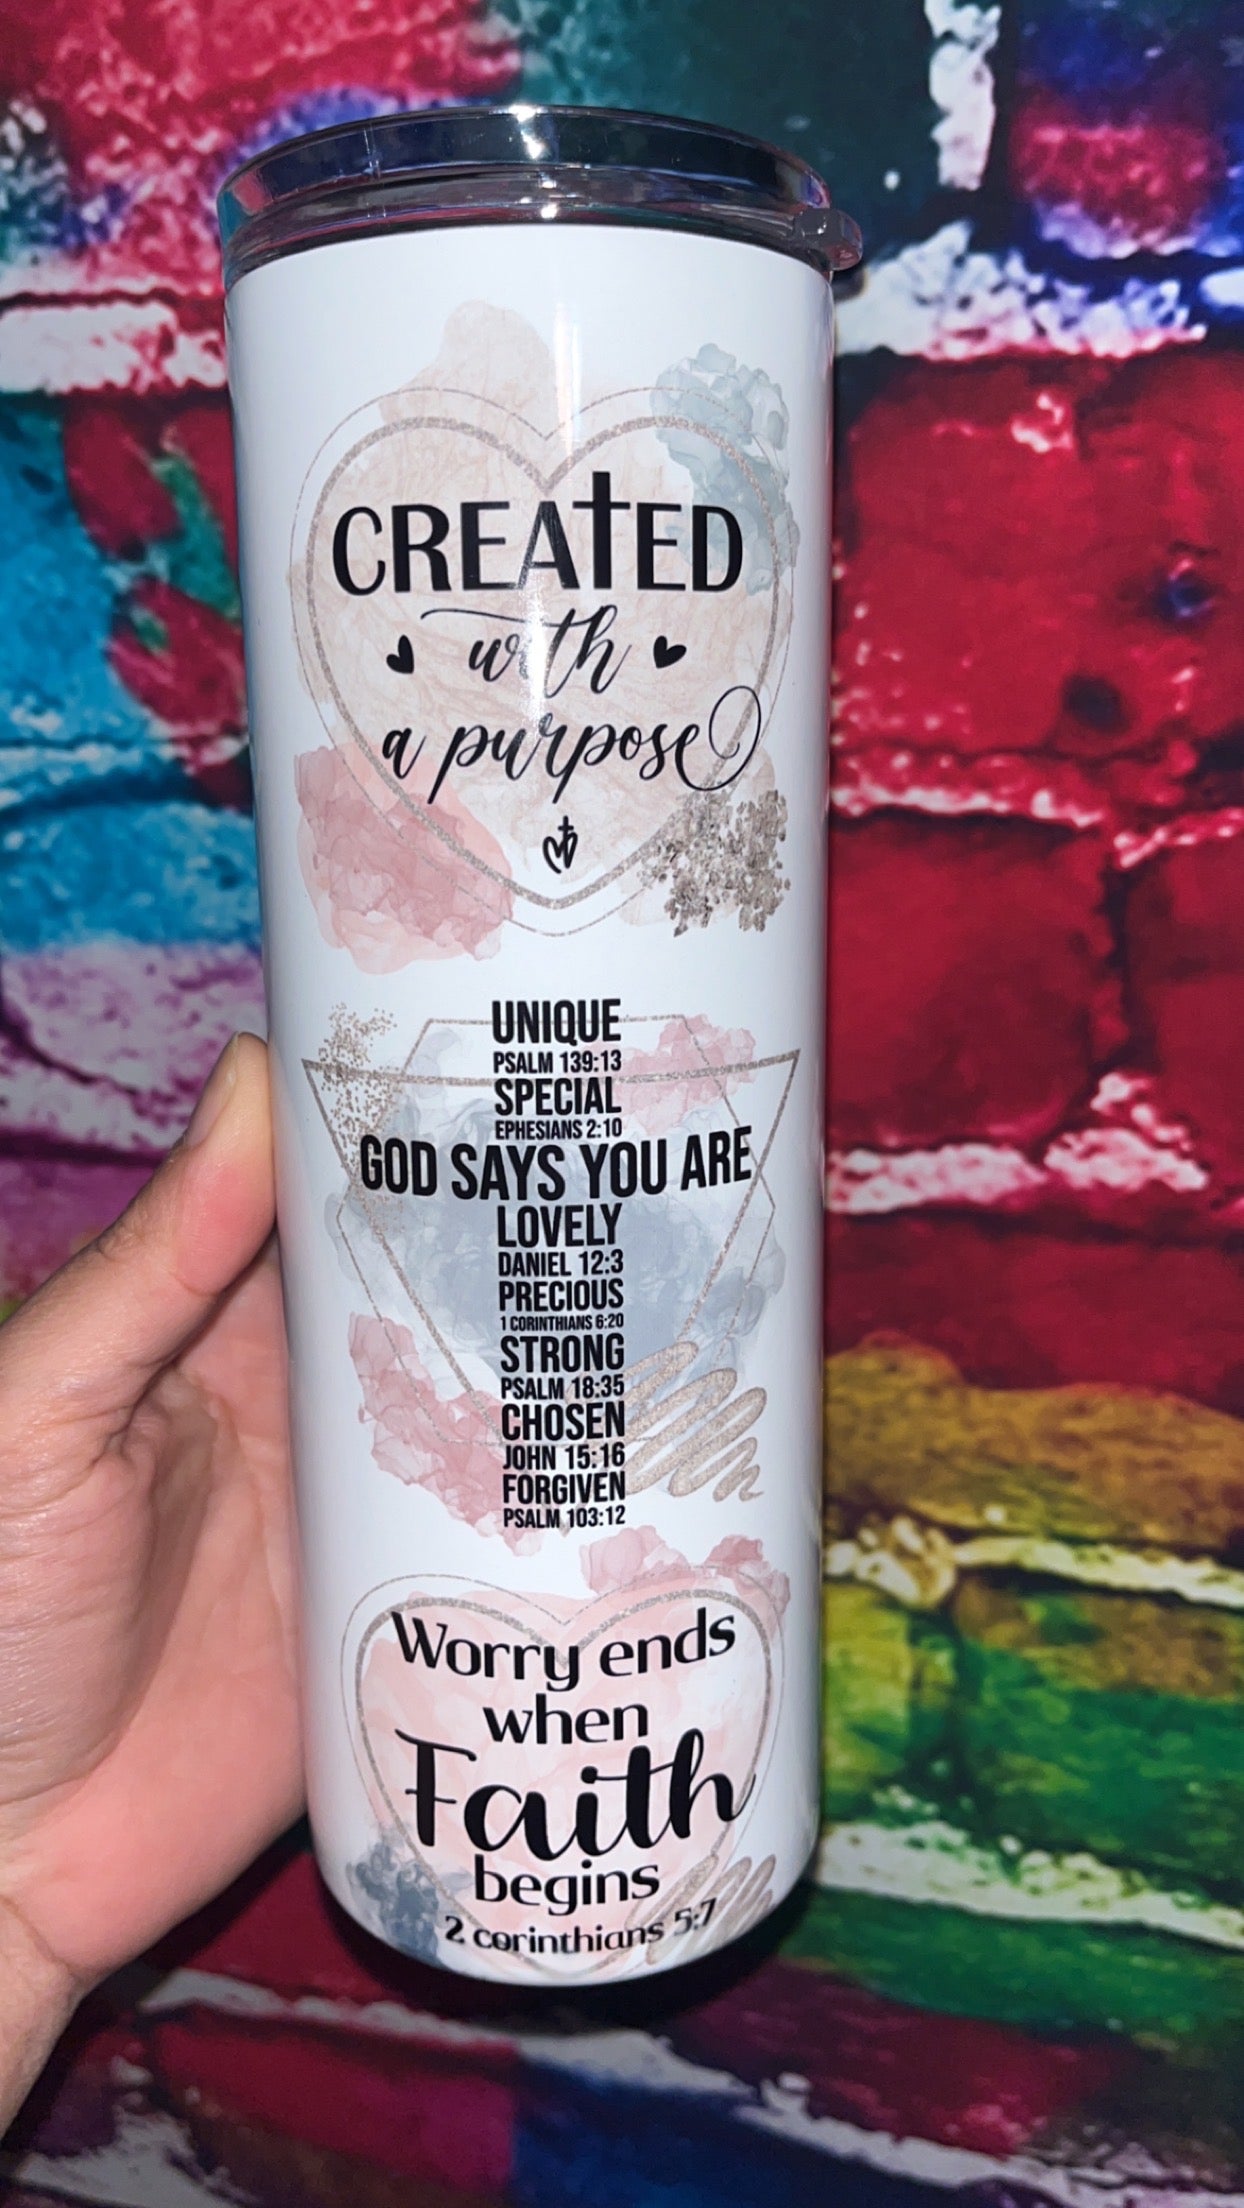 CREATED
with
a purpose
UNIQUE
PSALM 139:13
SPECIAL
EPHESIANS 2:10
GOD SAYS YOU ARE
LOVELY
DANIEL 12:3
PRECIOUS
1 CORINTHIANS 6:20
STRONG
PSALM 18:35
CHOSEN
JOHN 15:16
FORGIVEN
PSALM 103:12
Worry ends
when
Faith
begins
2 corinthians 5:7